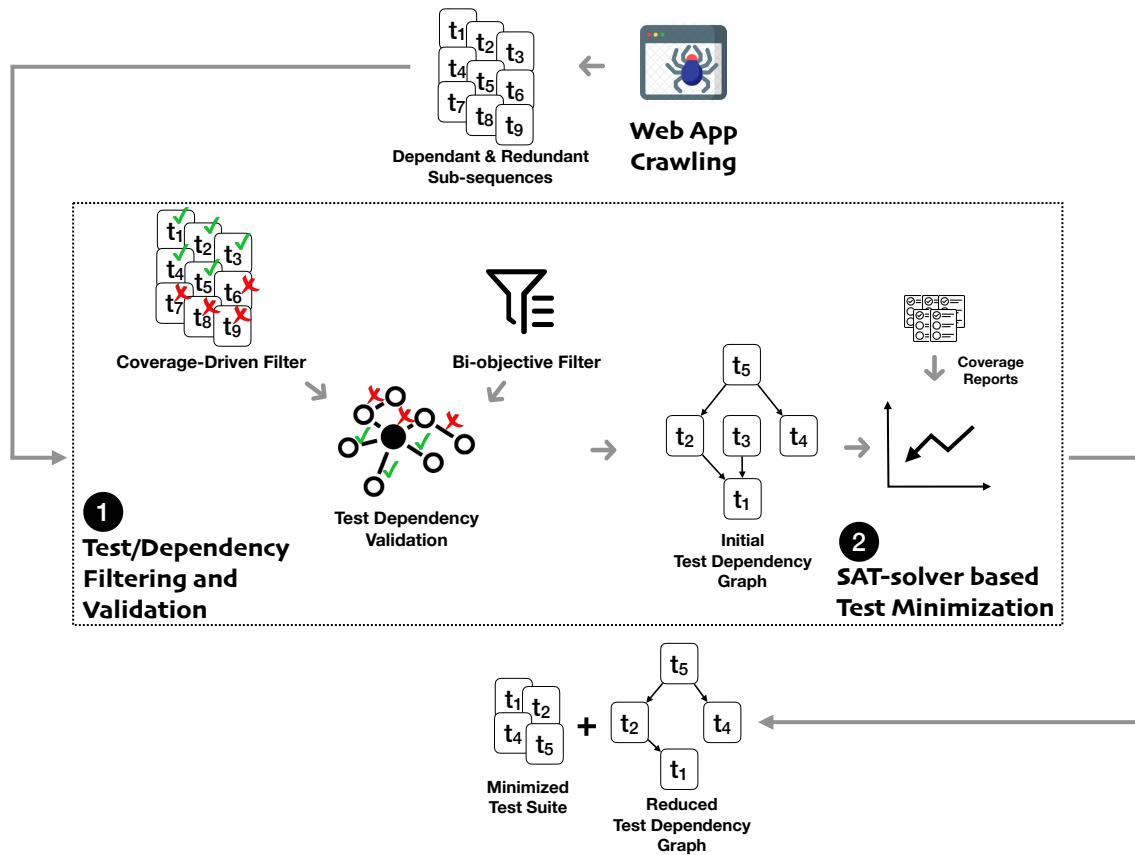 t1
t2
t3
t4
t5
t6
t7
t8
t9
Dependant & Redundant
Sub-sequences
Web App
Crawling
t1
t2
t3
t4
t5
t6
t7
t8
t9
Coverage-Driven Filter
Bi-objective Filter
Test Dependency
Validation
1
Test/Dependency
Filtering and
Validation
t5
t2
t3
t4
t1
Initial
Test Dependency
Graph
Coverage
Reports
2
SAT-solver based
Test Minimization
t1
t2
t4
t5
+
Minimized
Test Suite
t5
t2
t4
t1
Reduced
Test Dependency
Graph